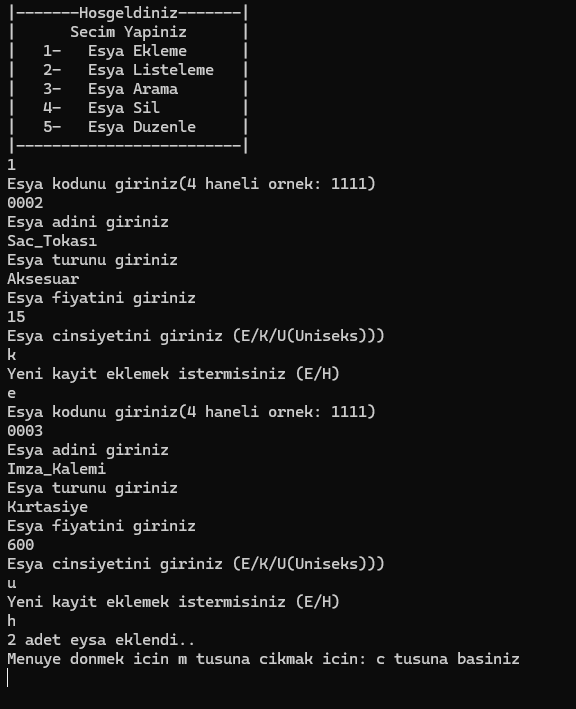 |-------Hosgeldiniz-------|
|      Secim Yapiniz      |
|   1-   Esya Ekleme      |
|   2-   Esya Listeleme   |
|   3-   Esya Arama       |
|   4-   Esya Sil         |
|   5-   Esya Duzenle     |
|-------------------------|
1
Esya kodunu giriniz(4 haneli ornek: 1111)
0002
Esya adini giriniz
Sac_Tokası
Esya turunu giriniz
Aksesuar
Esya fiyatini giriniz
15
Esya cinsiyetini giriniz (E/K/U(Uniseks)))
k
Yeni kayit eklemek istermisiniz (E/H)
e
Esya kodunu giriniz(4 haneli ornek: 1111)
0003
Esya adini giriniz
Imza_Kalemi
Esya turunu giriniz
Kırtasiye
Esya fiyatini giriniz
600
Esya cinsiyetini giriniz (E/K/U(Uniseks)))
u
Yeni kayit eklemek istermisiniz (E/H)
h
2 adet eysa eklendi..
Menuye donmek icin m tusuna cikmak icin: c tusuna basiniz